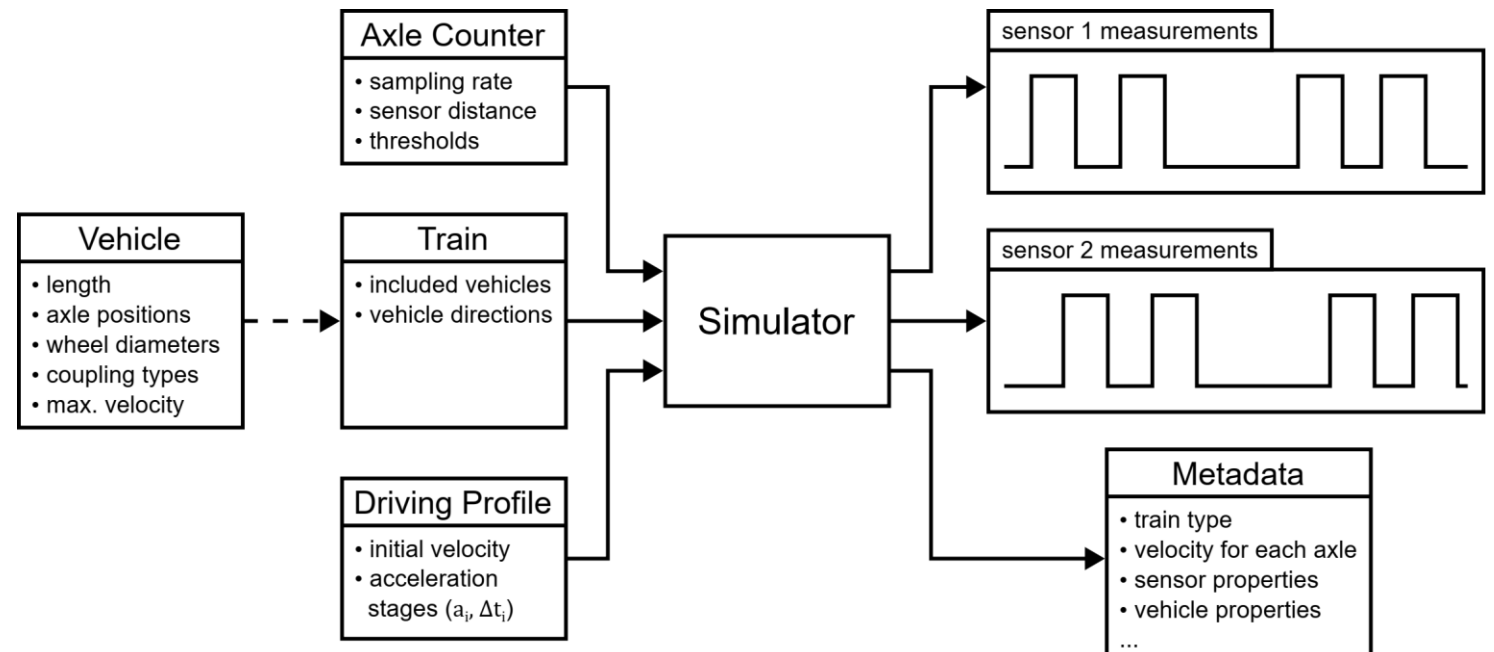 Axle Counter
• sampling rate
• sensor distance
• thresholds
Vehicle
• length
• axle positions
• wheel diameters
• coupling types
• max. velocity
Train
• included vehicles
• vehicle directions
Driving Profile
• initial velocity
• acceleration
stages (aᵢ, Δtᵢ)
Simulator
sensor 1 measurements
sensor 2 measurements
Metadata
• train type
• velocity for each axle
• sensor properties
• vehicle properties
...